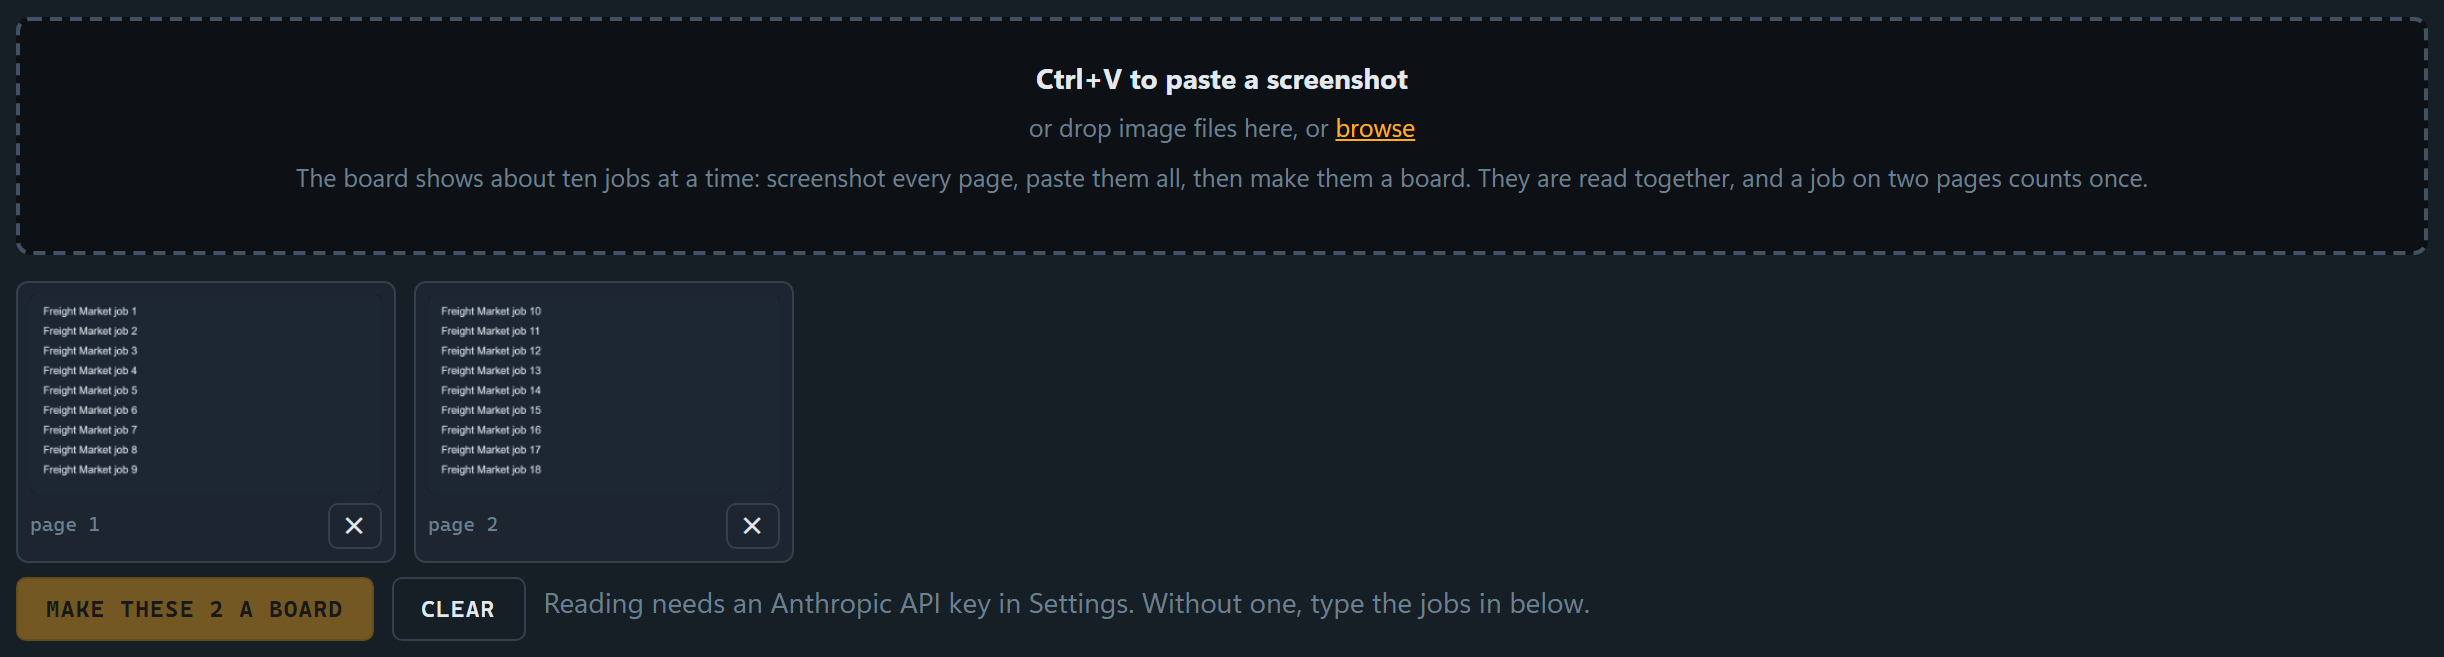 Ctrl+V to paste a screenshot
or drop image files here, or browse
The board shows about ten jobs at a time: screenshot every page, paste them all, then make them a board. They are read together, and a job on two pages counts once.
Freight Market job 1
Freight Market job 2
Freight Market job 3
Freight Market job 4
Freight Market job 5
Freight Market job 6
Freight Market job 7
Freight Market job 8
Freight Market job 9
page 1
Freight Market job 10
Freight Market job 11
Freight Market job 12
Freight Market job 13
Freight Market job 14
Freight Market job 15
Freight Market job 16
Freight Market job 17
Freight Market job 18
page 2
MAKE THESE 2 A BOARD
CLEAR
Reading needs an Anthropic API key in Settings. Without one, type the jobs in below.